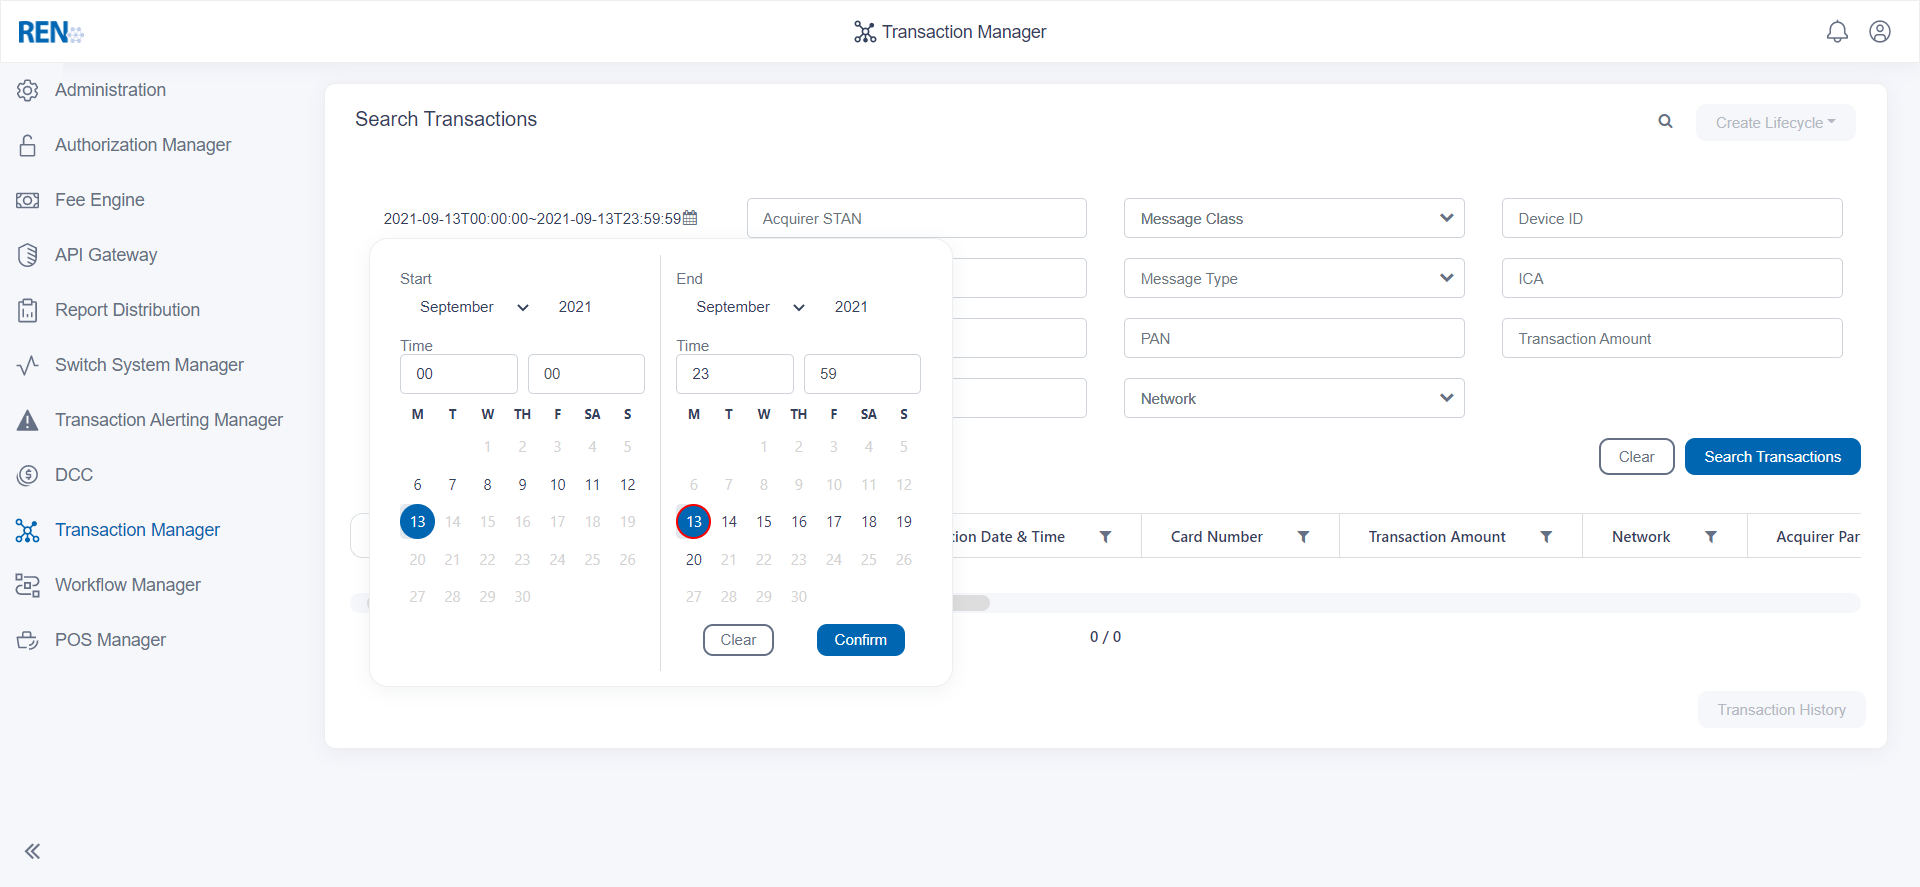 REN
Transaction Manager
Administration
Authorization Manager
Fee Engine
API Gateway
Report Distribution
Switch System Manager
Transaction Alerting Manager
DCC
Transaction Manager
Workflow Manager
POS Manager
Search Transactions
Create Lifecycle
2021-09-13T00:00:00~2021-09-13T23:59:59
Acquirer STAN
Message Class
Device ID
Message Type
ICA
PAN
Transaction Amount
Network
Clear
Search Transactions
Start
September 2021
Time
00 00
M T W TH F SA S
1 2 3 4 5
6 7 8 9 10 11 12
13 14 15 16 17 18 19
20 21 22 23 24 25 26
27 28 29 30
End
September 2021
Time
23 59
M T W TH F SA S
1 2 3 4 5
6 7 8 9 10 11 12
13 14 15 16 17 18 19
20 21 22 23 24 25 26
27 28 29 30
Clear
Confirm
tion Date & Time Card Number Transaction Amount Network Acquirer Par
0 / 0
Transaction History